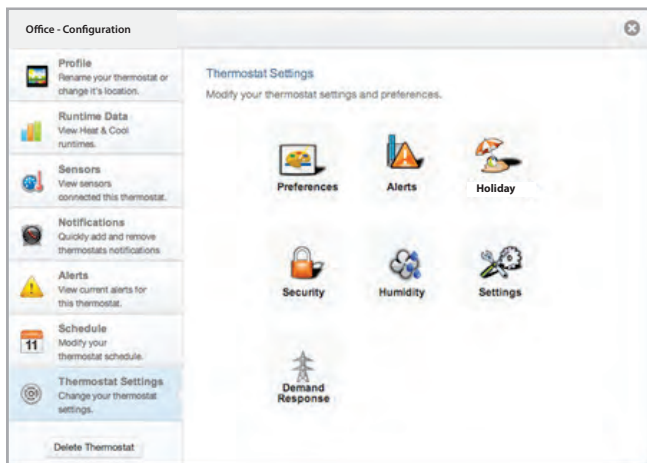 Office - Configuration
Profile
Rename your thermostat or
change it's location.
Runtime Data
View Heat & Cool
runtimes.
Sensors
View sensors
connected this thermostat.
Notifications
Quickly add and remove
thermostats notifications
Alerts
View current alerts for
this thermostat.
11
Schedule
Modify your
thermostat schedule.
Thermostat Settings
Change your thermostat
settings.
Delete Thermostat
Thermostat Settings
Modify your thermostat settings and preferences.
Preferences
Alerts
Holiday
Security
Humidity
Settings
Demand
Response